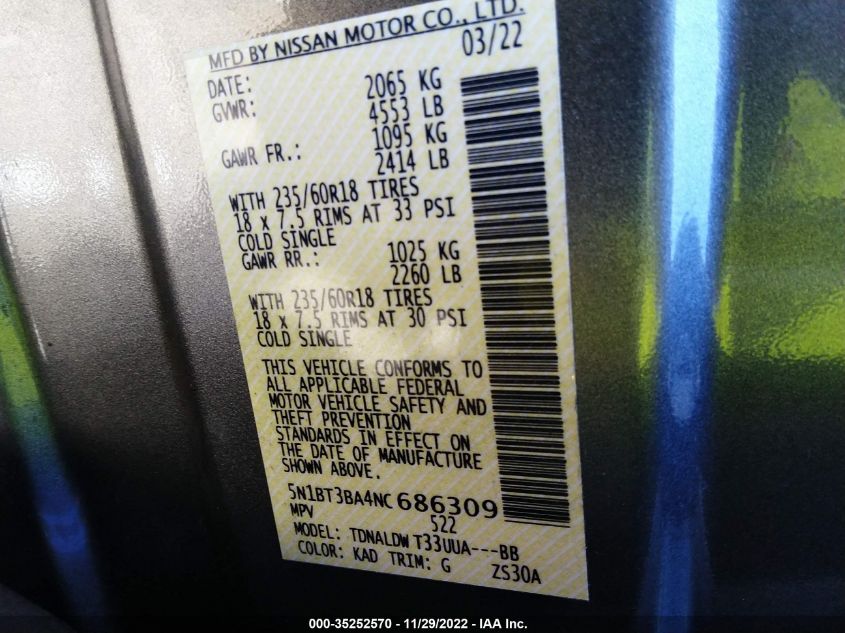 MFD BY NISSAN MOTOR CO., LTD.
DATE: 03/22
GVWR: 2065 KG
4553 LB
GAWR FR.: 1095 KG
2414 LB
WITH 235/60R18 TIRES
18 x 7.5 RIMS AT 33 PSI
COLD SINGLE
GAWR RR.: 1025 KG
2260 LB
WITH 235/60R18 TIRES
18 x 7.5 RIMS AT 30 PSI
COLD SINGLE
THIS VEHICLE CONFORMS TO
ALL APPLICABLE FEDERAL
MOTOR VEHICLE SAFETY AND
THEFT PREVENTION
STANDARDS IN EFFECT ON
THE DATE OF MANUFACTURE
SHOWN ABOVE.
5N1BT3BA4NC686309
MPV 522
MODEL: TDNALDW T33UUA---BB
COLOR: KAD TRIM: G ZS30A
000-35252570 - 11/29/2022 - IAA Inc.